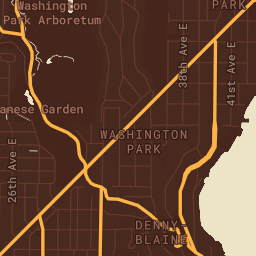 Washington
Park Arboretum
PARK
38th Ave E
41st Ave E
anese Garden
WASHINGTON
PARK
26th Ave E
DENNY-
BLAINE